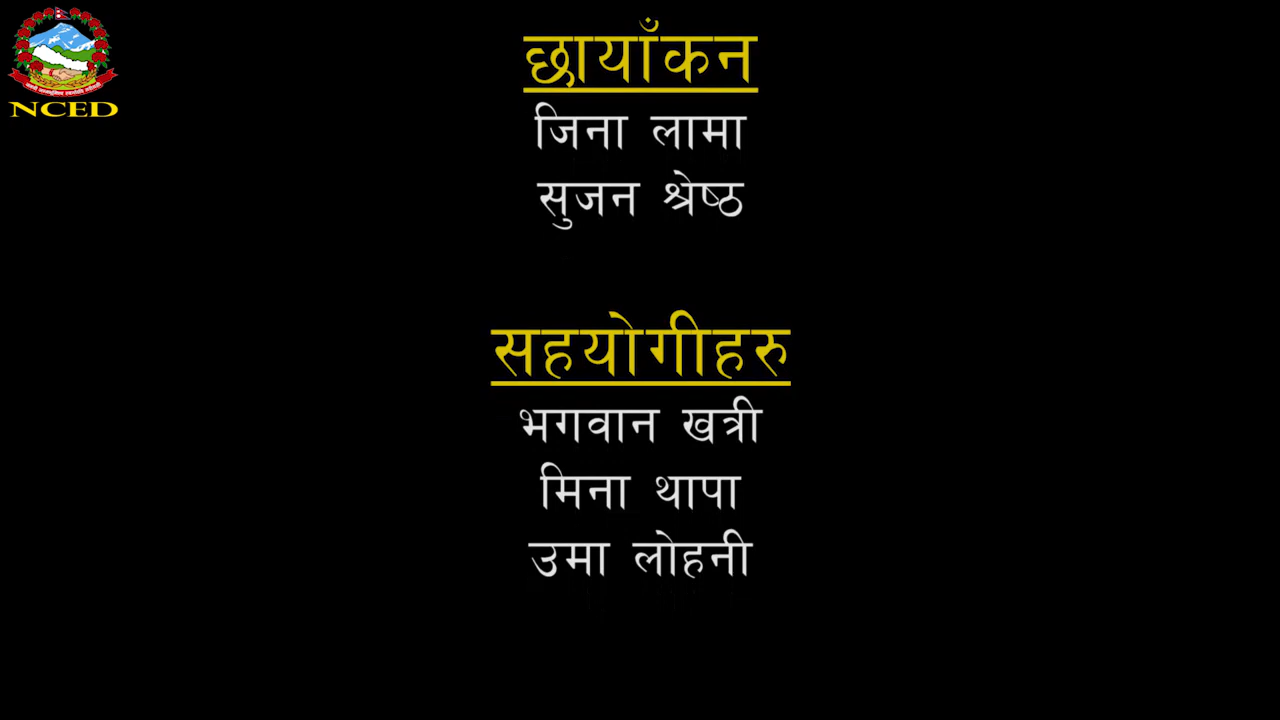 NCED
छायाँकन
जिना लामा
सुजन श्रेष्ठ
सहयोगीहरु
भगवान खत्री
मिना थापा
उमा लोहनी